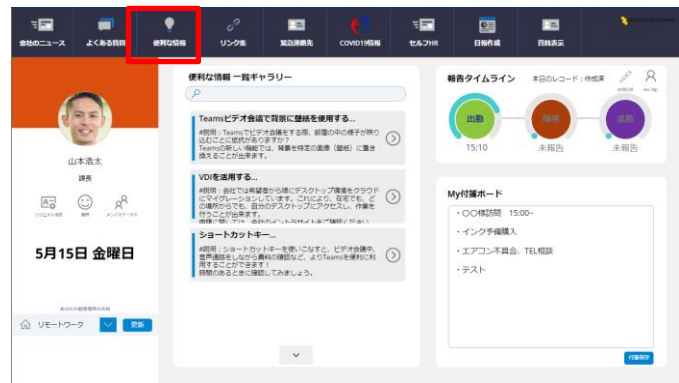 会社のニュース
よくある質問
便利な情報
リンク集
緊急連絡先
COVID19情報
セルフHR
日報作成
百科表示
山本浩太
課長
5月15日 金曜日
リモートワーク
更新
便利な情報 一覧ギャラリー
Teamsビデオ会議で背景に壁紙を使用する...
#説明：Teamsでビデオ会議をする際、部屋の中の様子が映り
込むことに抵抗がありますか？
Teamsの新しい機能では、背景を特定の画像（壁紙）に置き
換えることが出来ます。
VDIを活用する...
#説明：会社では希望者から順にデスクトップ環境をクラウド
にマイグレーションしています。これにより、在宅でも、ど
の場所からでも、自分のデスクトップにアクセスし、作業を
行うことが出来ます。
ショートカットキー...
#説明：ショートカットキーを使いこなすと、ビデオ会議中、
音声通話をしながら資料の確認など、よりTeamsを便利に利
用することができます！
時間のあるときに確認してみましょう。
報告タイムライン
本日のレコード：作成済
出勤
退勤
15:10
未報告
未報告
My付箋ボード
・〇〇様訪問 15:00~
・インク予備購入
・エアコン不具合、TEL相談
・テスト
付箋保存